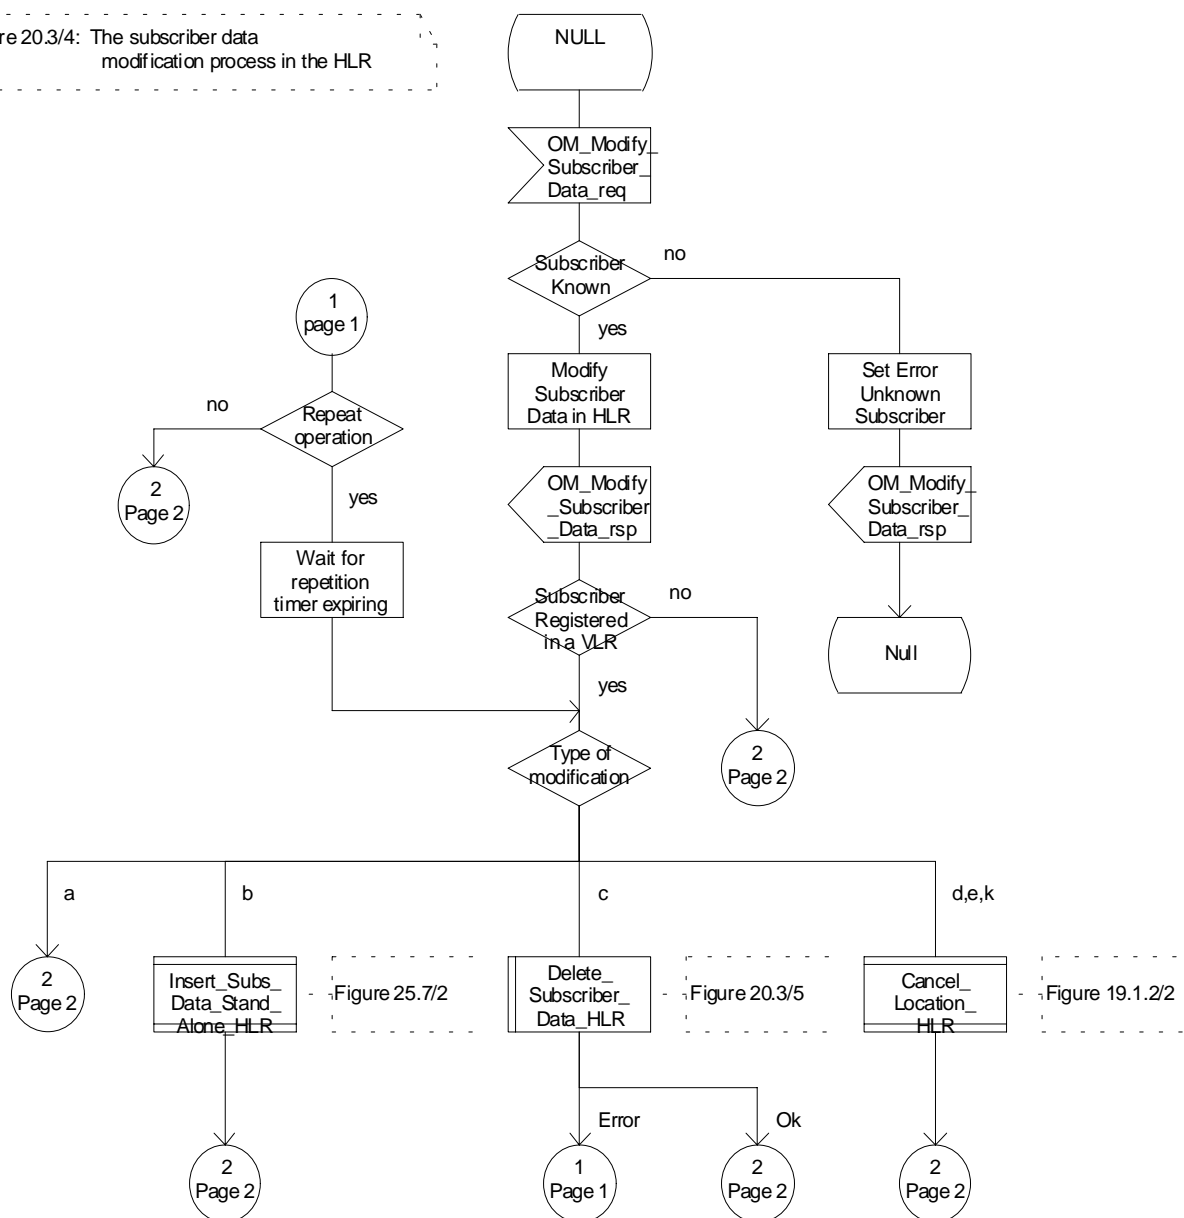 re 20.3/4: The subscriber data
modification process in the HLR
NULL
OM_Modify_
Subscriber_
Data_req
Subscriber
Known
no
yes
1
page 1
Modify
Subscriber
Data in HLR
Set Error
Unknown
Subscriber
no
Repeat
operation
yes
2
Page 2
OM_Modify
_Subscriber
_Data_rsp
OM_Modify_
Subscriber_
Data_rsp
Wait for
repetition
timer expiring
Subscriber
Registered
in a VLR
no
yes
Null
Type of
modification
2
Page 2
a
b
c
d,e,k
2
Page 2
Insert_Subs_
Data_Stand_
Alone_HLR
Figure 25.7/2
Delete_
Subscriber_
Data_HLR
Figure 20.3/5
Cancel_
Location_
HLR
Figure 19.1.2/2
Error
Ok
2
Page 2
1
Page 1
2
Page 2
2
Page 2